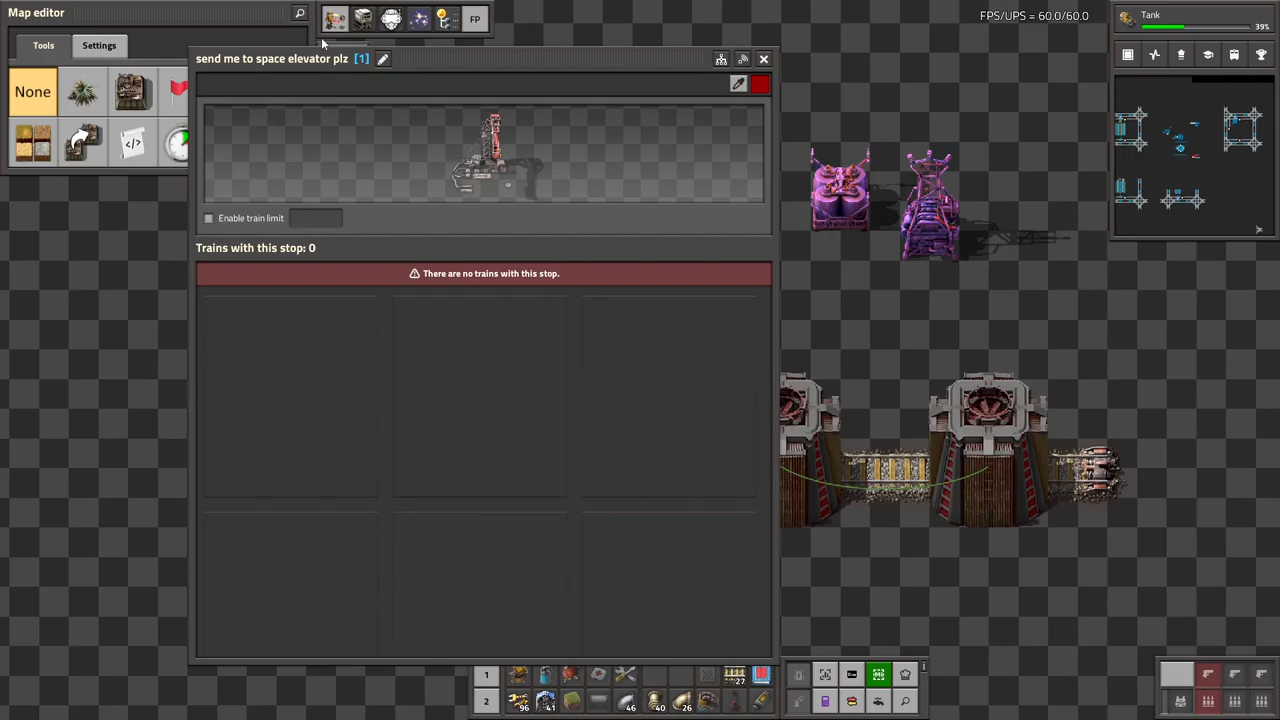 Map editor
FP
FPS/UPS = 60.0/60.0
Tank
39%
Tools
Settings
send me to space elevator plz [1]
None
</>
Enable train limit
Trains with this stop: 0
There are no trains with this stop.
1
27
2
96
41
46
40
26